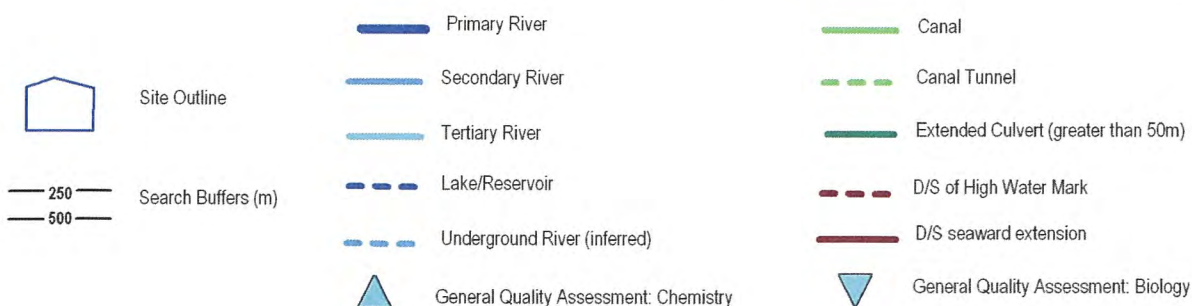 Site Outline
250
500
Search Buffers (m)
Primary River
Secondary River
Tertiary River
Lake/Reservoir
Underground River (inferred)
General Quality Assessment: Chemistry
Canal
Canal Tunnel
Extended Culvert (greater than 50m)
D/S of High Water Mark
D/S seaward extension
General Quality Assessment: Biology